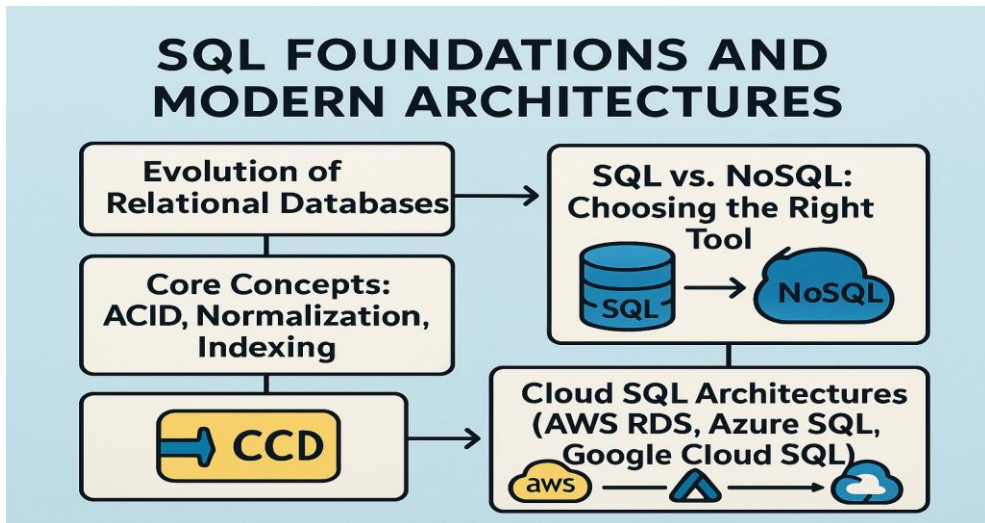 SQL FOUNDATIONS AND
MODERN ARCHITECTURES
Evolution of
Relational Databases
Core Concepts:
ACID, Normalization,
Indexing
CCD
SQL vs. NoSQL:
Choosing the Right
Tool
SQL
NoSQL
Cloud SQL Architectures
(AWS RDS, Azure SQL,
Google Cloud SQL)
aws